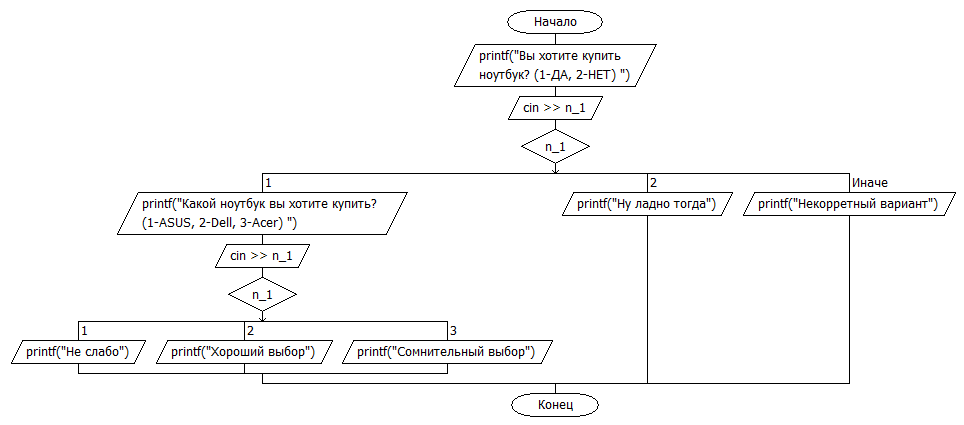 Начало
printf("Вы хотите купить
ноутбук? (1-ДА, 2-НЕТ) ")
cin >> n_1
n_1
1
2
Иначе
printf("Какой ноутбук вы хотите купить?
(1-ASUS, 2-Dell, 3-Acer) ")
printf("Ну ладно тогда")
printf("Некорретный вариант")
cin >> n_1
n_1
1
2
3
printf("Не слабо")
printf("Хороший выбор")
printf("Сомнительный выбор")
Конец